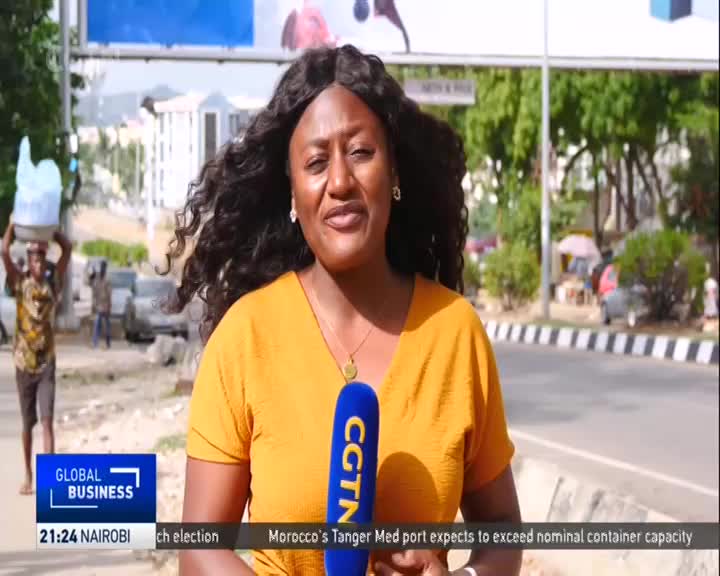 CGTN
GLOBAL
BUSINESS
21:24 NAIROBI
ch election Morocco's Tanger Med port expects to exceed nominal container capacity